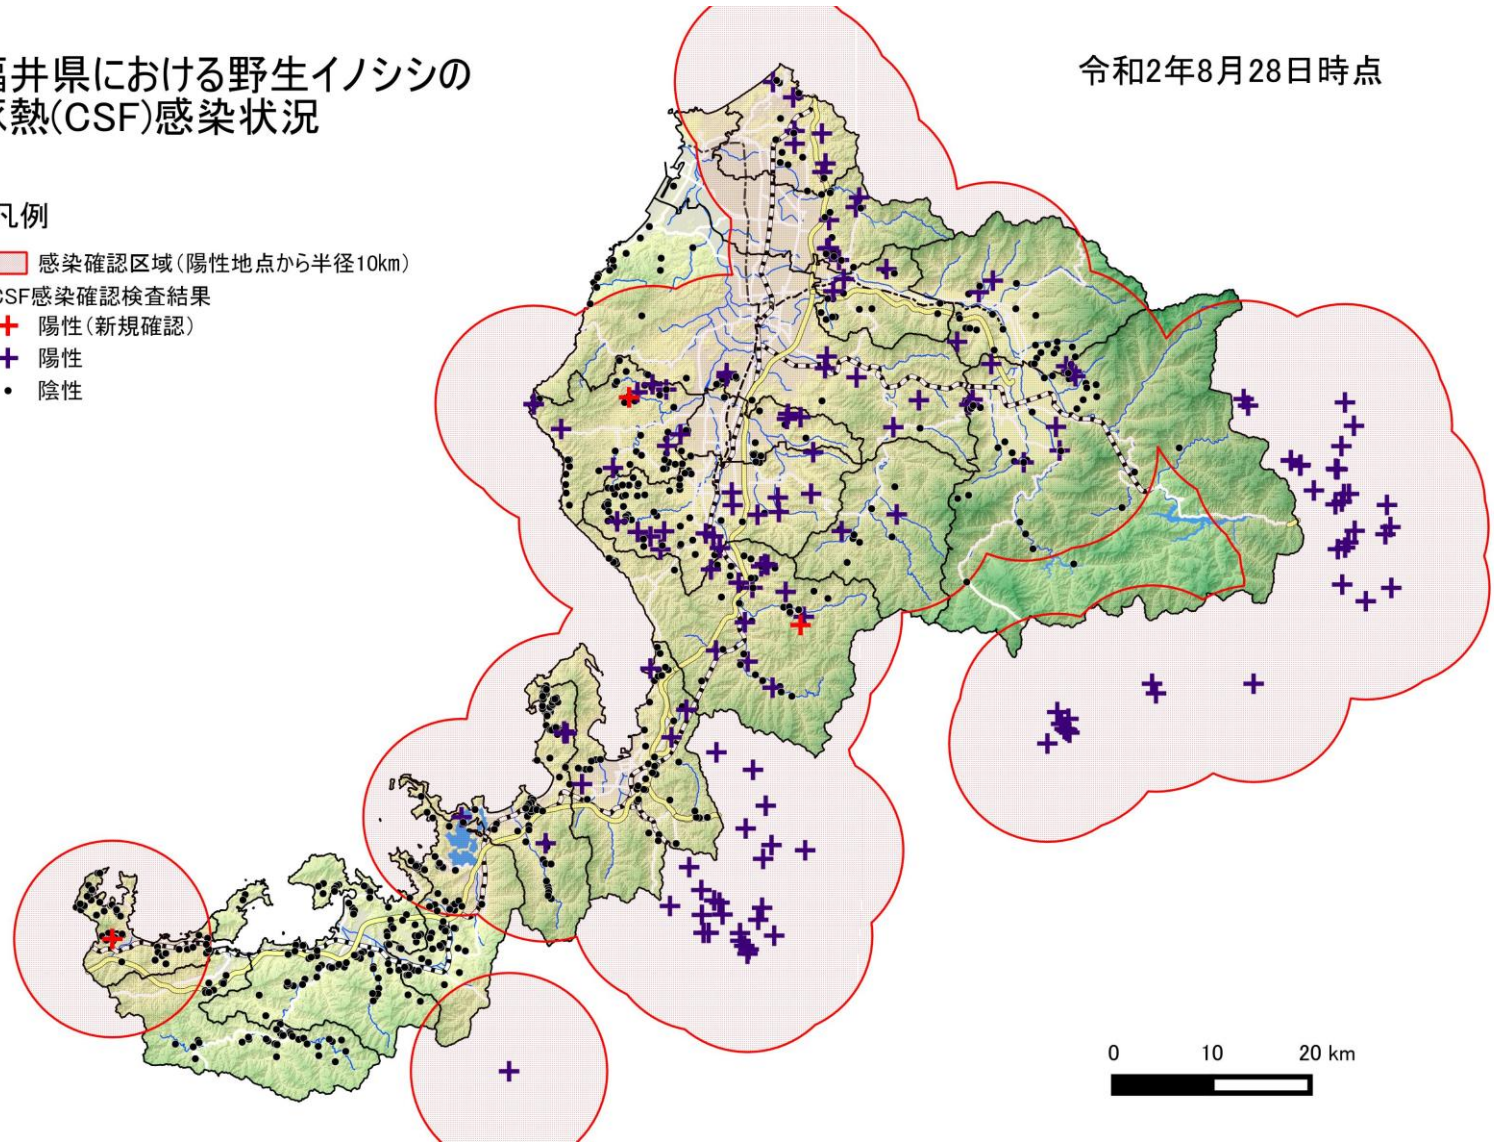 井県における野生イノシシの
熱(CSF)感染状況
令和2年8月28日時点
凡例
感染確認区域(陽性地点から半径10km)
CSF感染確認検査結果
陽性(新規確認)
陽性
陰性
0 10 20 km